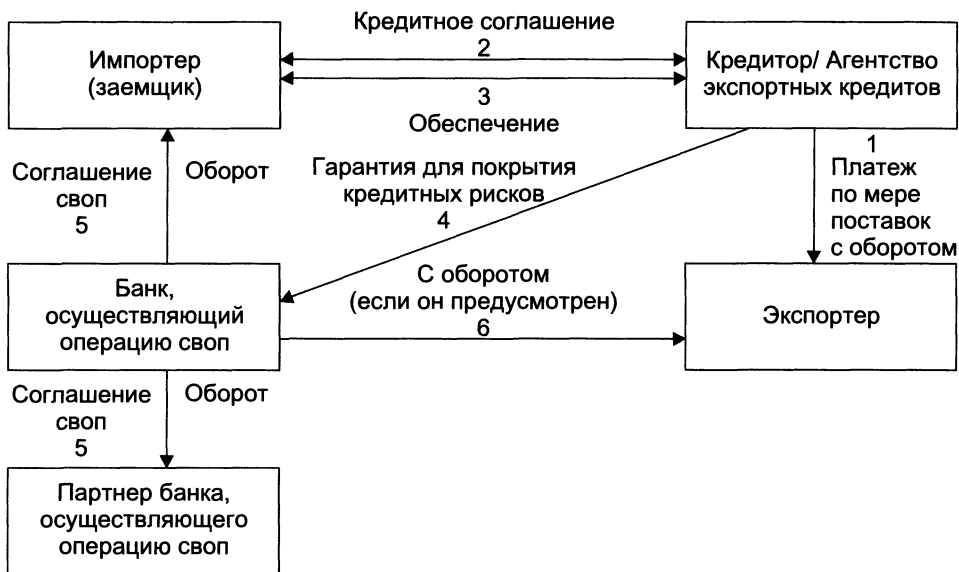 Кредитное соглашение
2
Импортер
(заемщик)
Кредитор/ Агентство
экспортных кредитов
3
Обеспечение
1
Платеж
по мере
поставок
с оборотом
Соглашение
своп
5
Оборот
Гарантия для покрытия
кредитных рисков
4
Банк,
осуществляющий
операцию своп
С оборотом
(если он предусмотрен)
6
Экспортер
Соглашение
своп
5
Оборот
Партнер банка,
осуществляющего
операцию своп